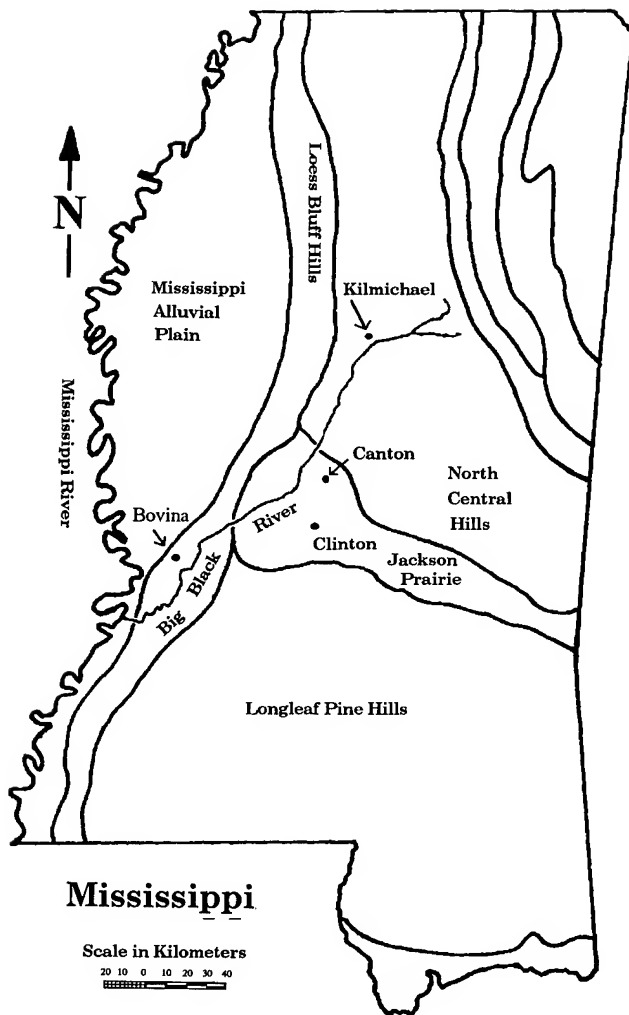 Loess Bluff Hills
N
Kilmichael
Mississippi
Alluvial
Plain
Mississippi River
Canton
North
Central
Hills
Bovina
River
Clinton
Jackson
Prairie
Black
Big
Longleaf Pine Hills
Mississippi
Scale in Kilometers
20 10 0 10 20 30 40